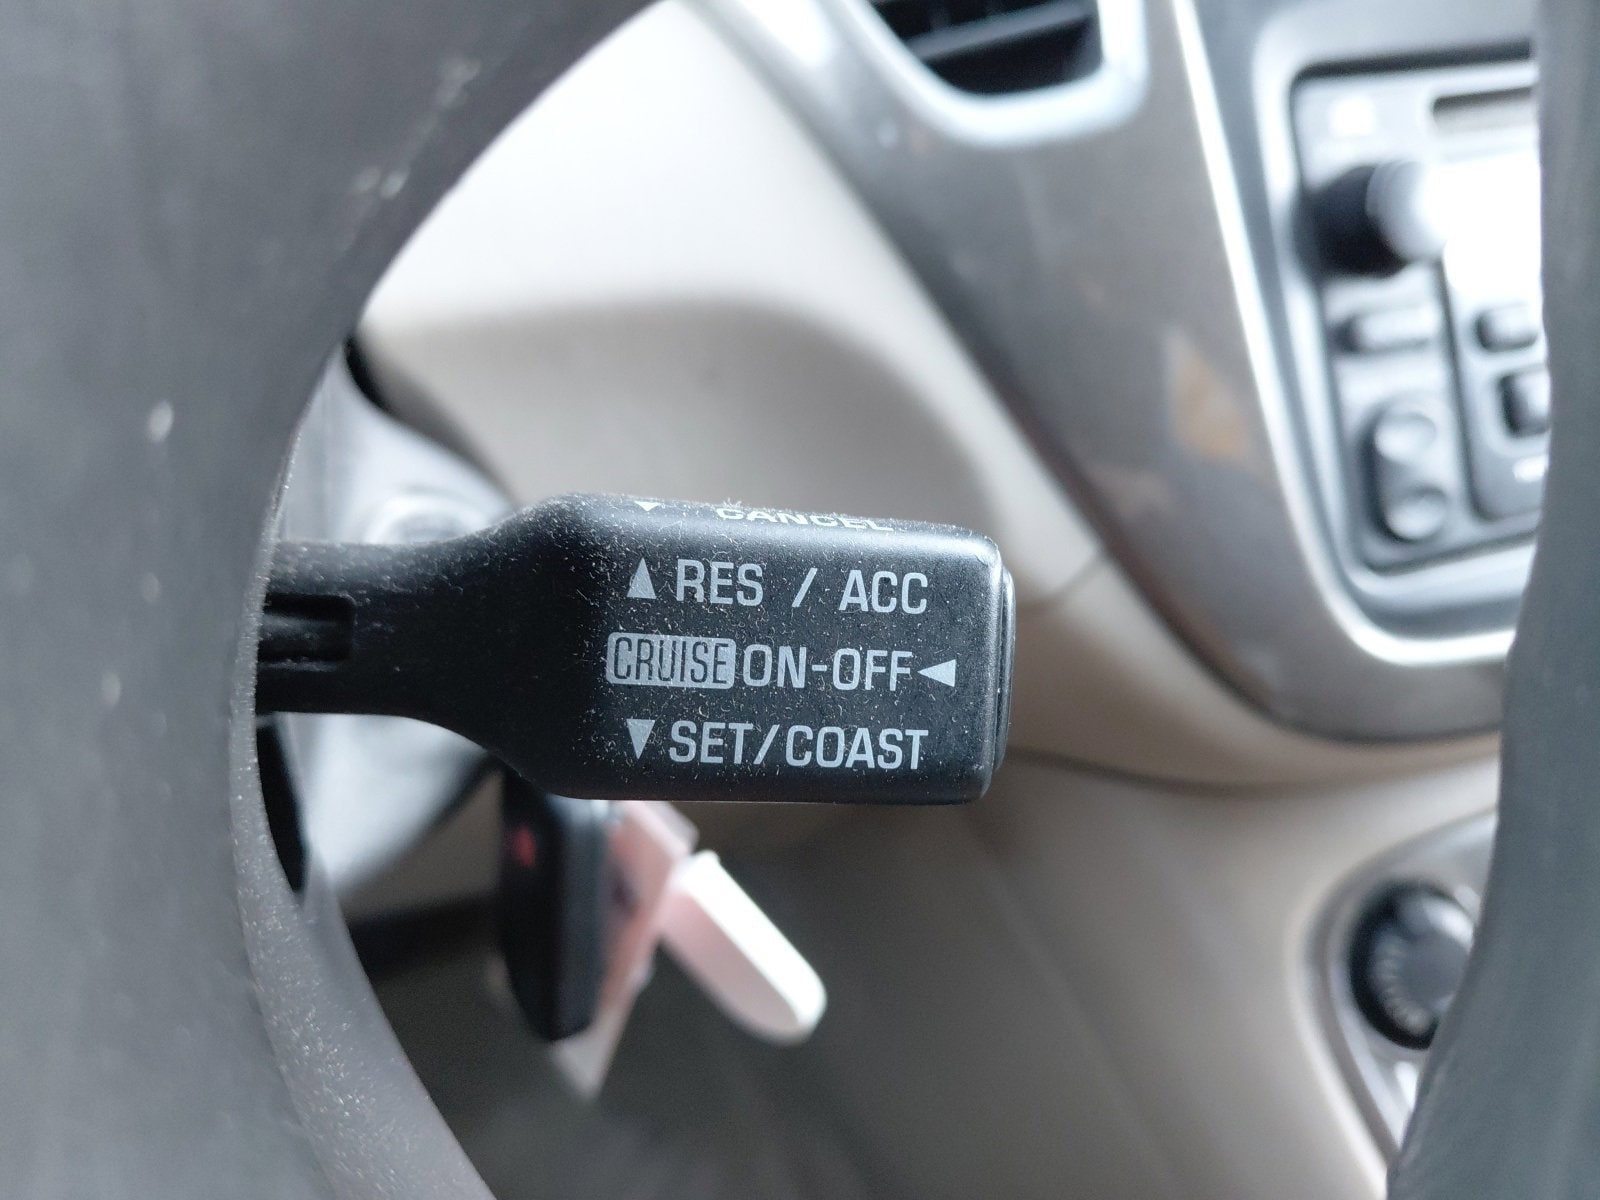 ▼ CANCEL
▲ RES / ACC
CRUISE ON-OFF ◀
▼ SET/COAST